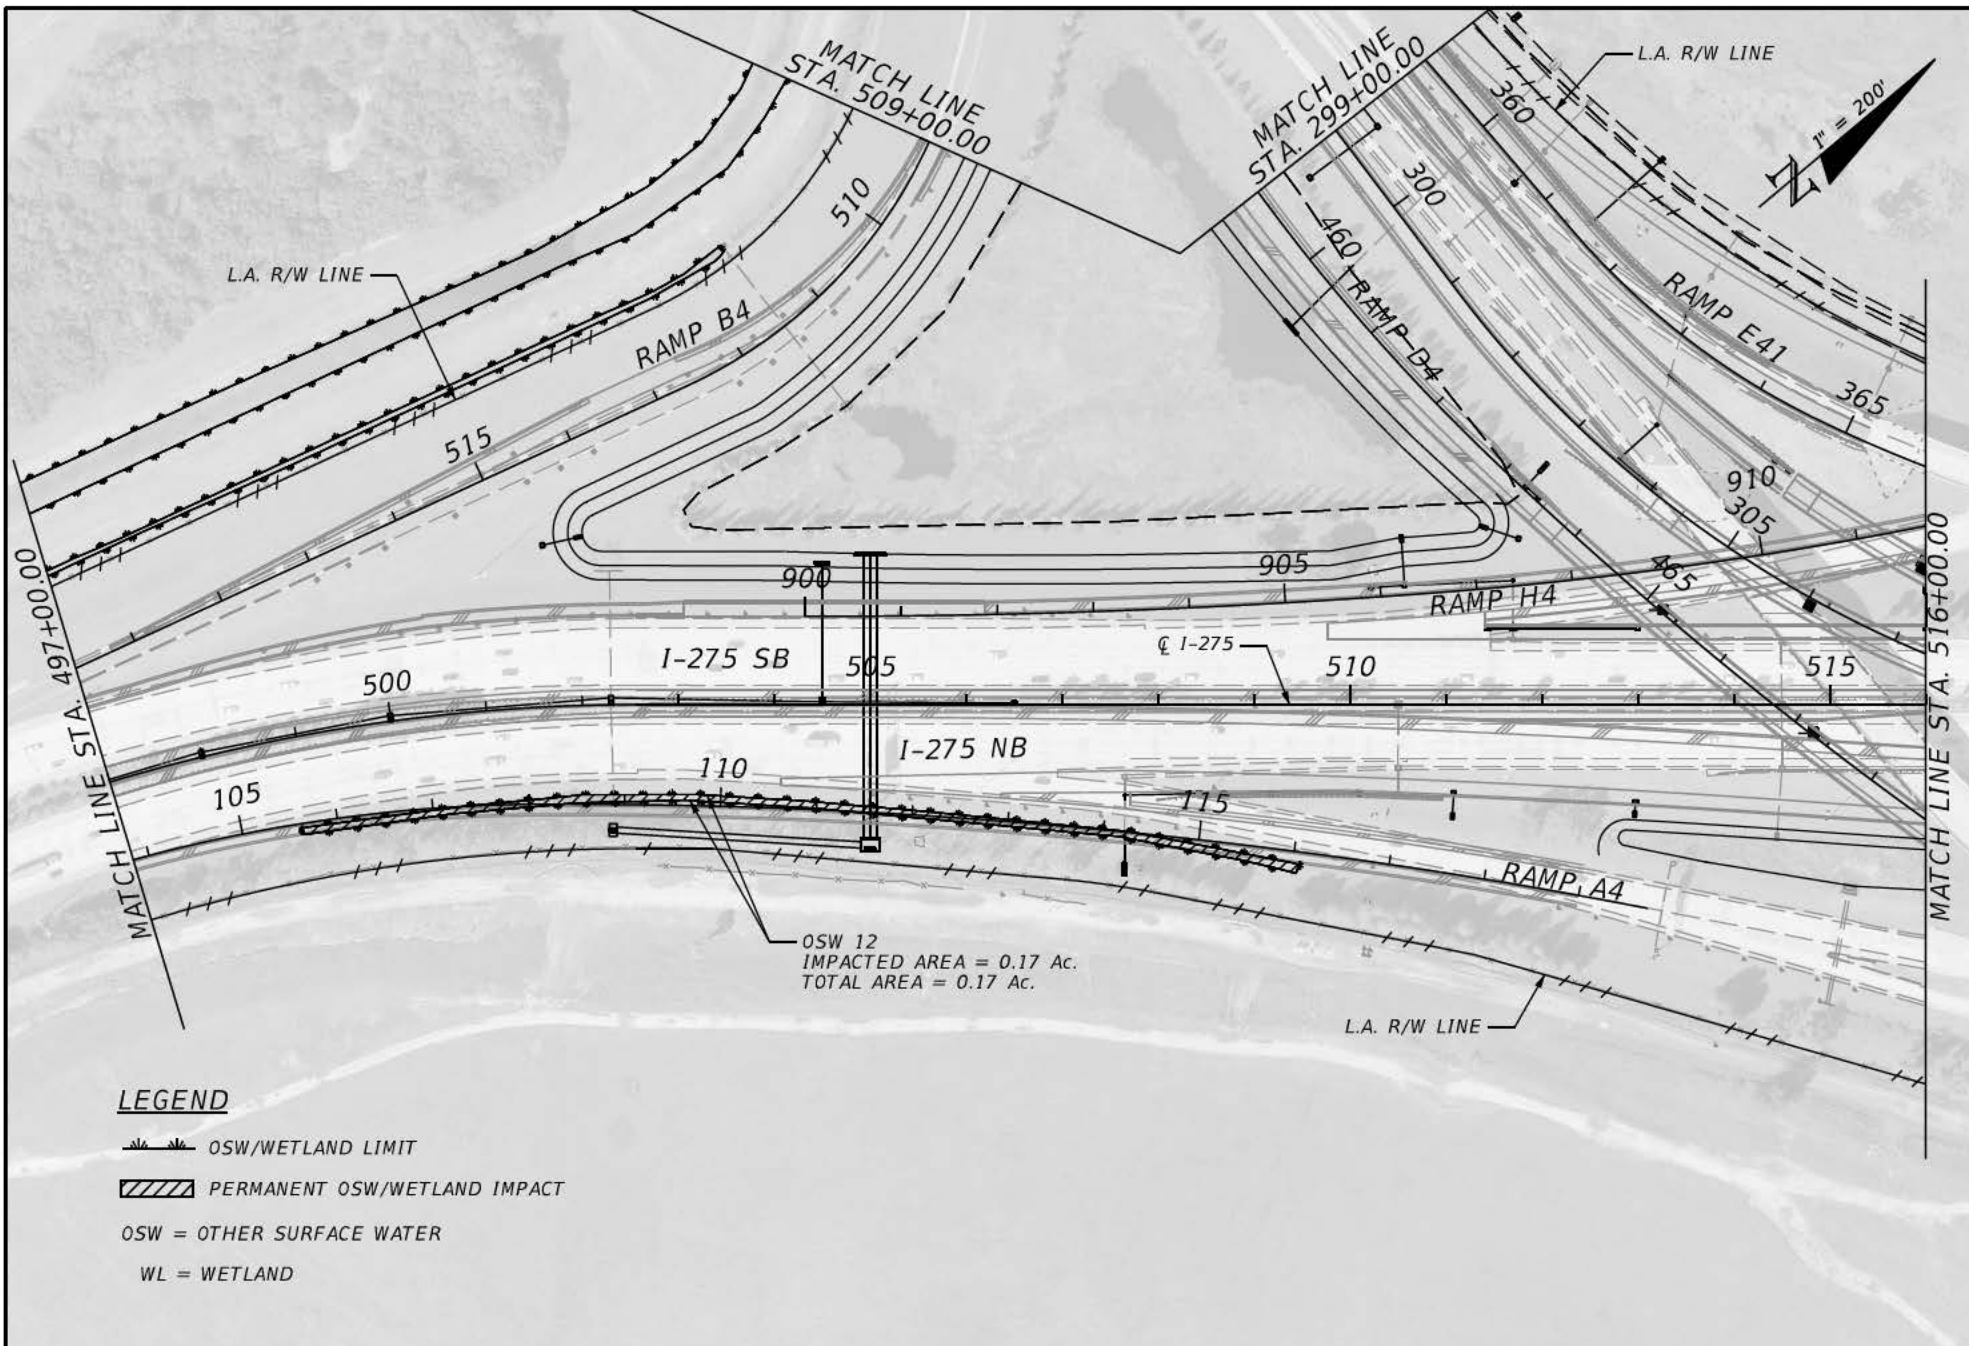 MATCH LINE
STA. 509+00.00
MATCH LINE
STA. 299+00.00
L.A. R/W LINE
1" = 200'
N
360
300
460
510
L.A. R/W LINE
RAMP B4
RAMP D4
RAMP E41
365
515
910
305
465
900
905
RAMP H4
MATCH LINE STA. 497+00.00
MATCH LINE STA. 516+00.00
I-275 SB
505
℄ I-275
510
515
500
I-275 NB
105
110
115
RAMP A4
OSW 12
IMPACTED AREA = 0.17 Ac.
TOTAL AREA = 0.17 Ac.
L.A. R/W LINE
LEGEND
OSW/WETLAND LIMIT
PERMANENT OSW/WETLAND IMPACT
OSW = OTHER SURFACE WATER
WL = WETLAND